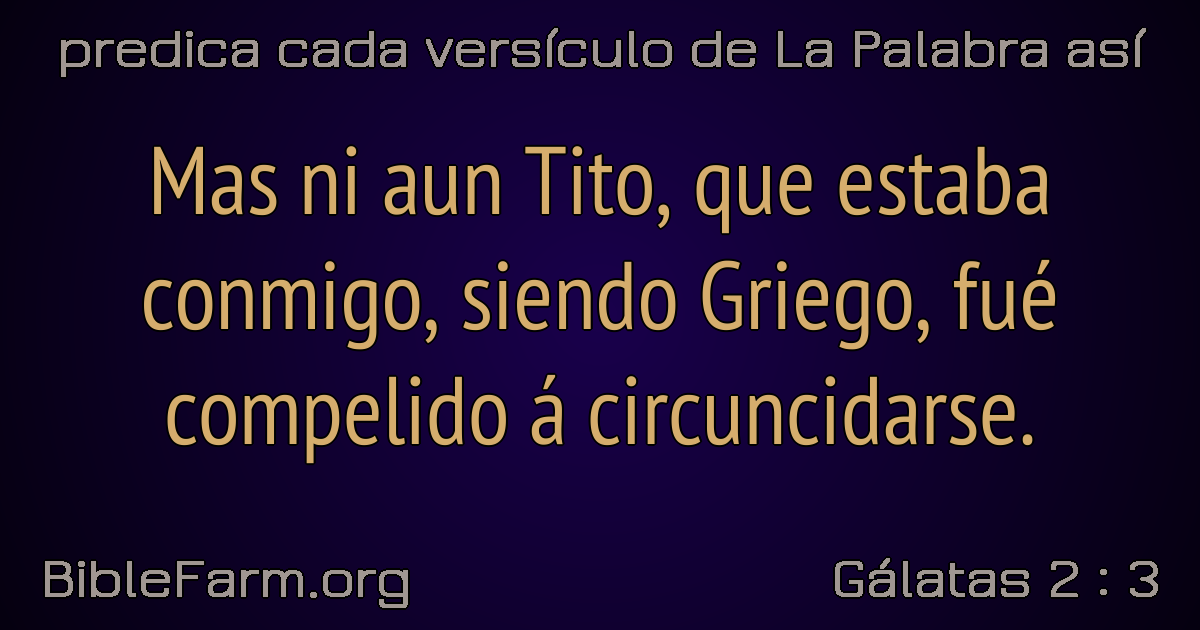 predica cada versículo de La Palabra así
Mas ni aun Tito, que estaba
conmigo, siendo Griego, fué
compelido á circuncidarse.
BibleFarm.org
Gálatas 2 : 3